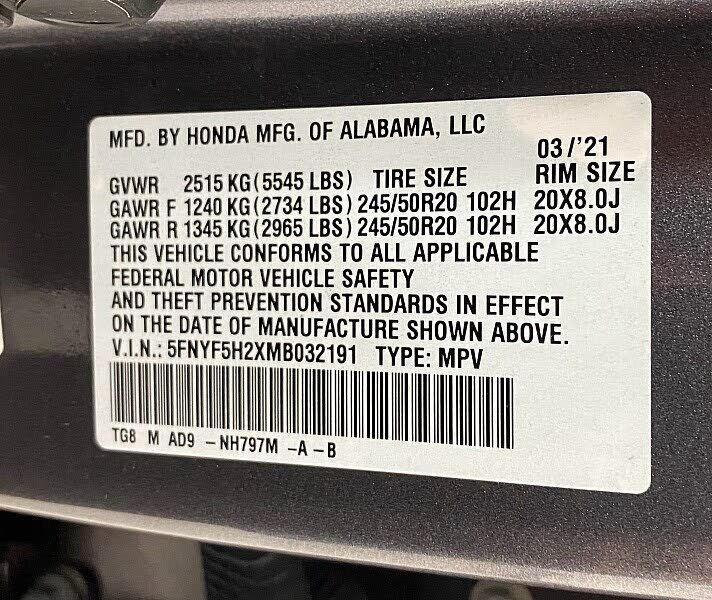 MFD. BY HONDA MFG. OF ALABAMA, LLC
03/'21
GVWR 2515 KG (5545 LBS) TIRE SIZE RIM SIZE
GAWR F 1240 KG (2734 LBS) 245/50R20 102H 20X8.0J
GAWR R 1345 KG (2965 LBS) 245/50R20 102H 20X8.0J
THIS VEHICLE CONFORMS TO ALL APPLICABLE
FEDERAL MOTOR VEHICLE SAFETY
AND THEFT PREVENTION STANDARDS IN EFFECT
ON THE DATE OF MANUFACTURE SHOWN ABOVE.
V.I.N.: 5FNYF5H2XMB032191 TYPE: MPV
TG8 M AD9 – NH797M – A – B